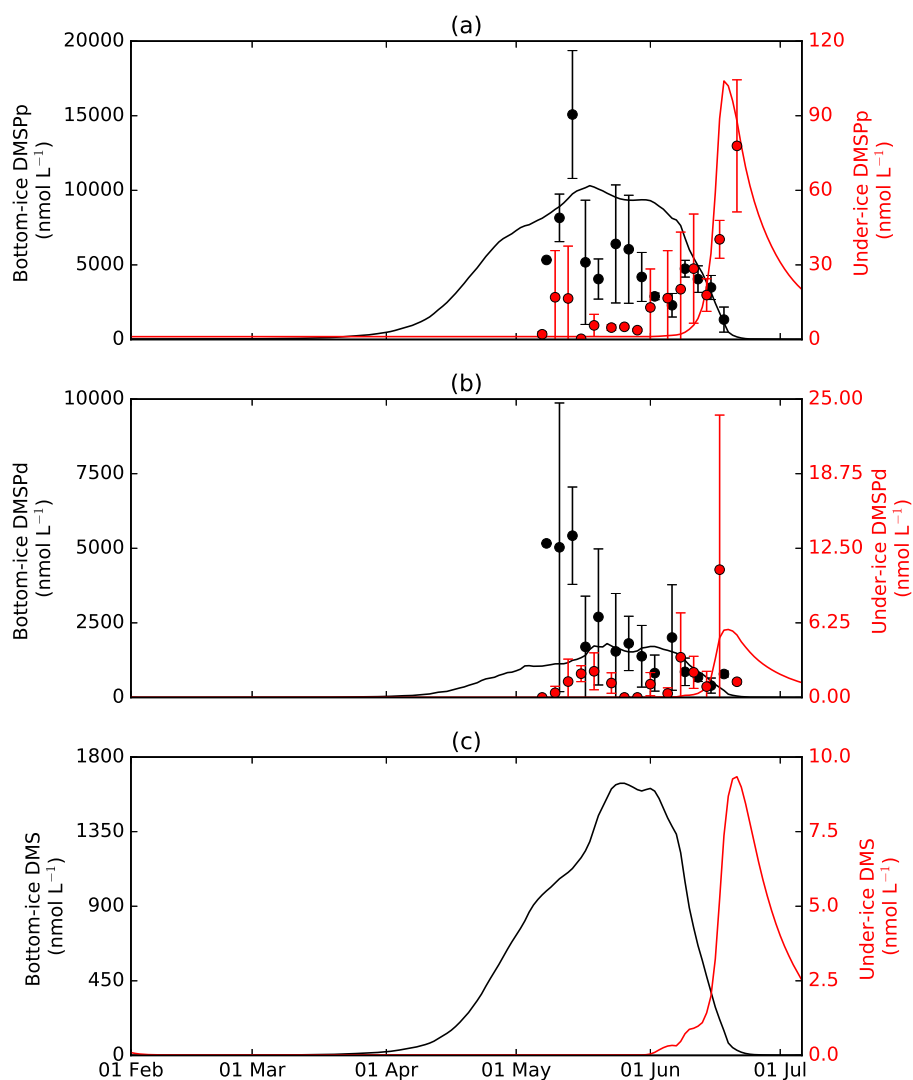 (a)
20000
15000
10000
5000
0
Bottom-ice DMSPp
(nmol L⁻¹)
120
90
60
30
0
Under-ice DMSPp
(nmol L⁻¹)
(b)
10000
7500
5000
2500
0
Bottom-ice DMSPd
(nmol L⁻¹)
25.00
18.75
12.50
6.25
0.00
Under-ice DMSPd
(nmol L⁻¹)
(c)
1800
1350
900
450
0
Bottom-ice DMS
(nmol L⁻¹)
10.0
7.5
5.0
2.5
0.0
Under-ice DMS
(nmol L⁻¹)
01 Feb 01 Mar 01 Apr 01 May 01 Jun 01 Jul